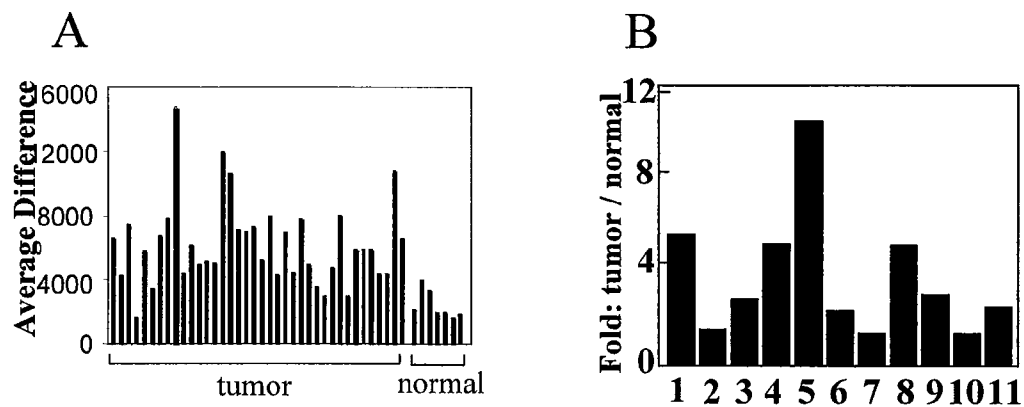 A
Average Difference
16000
12000
8000
4000
0
tumor
normal
B
Fold: tumor / normal
12
8
4
0
1 2 3 4 5 6 7 8 9 10 11